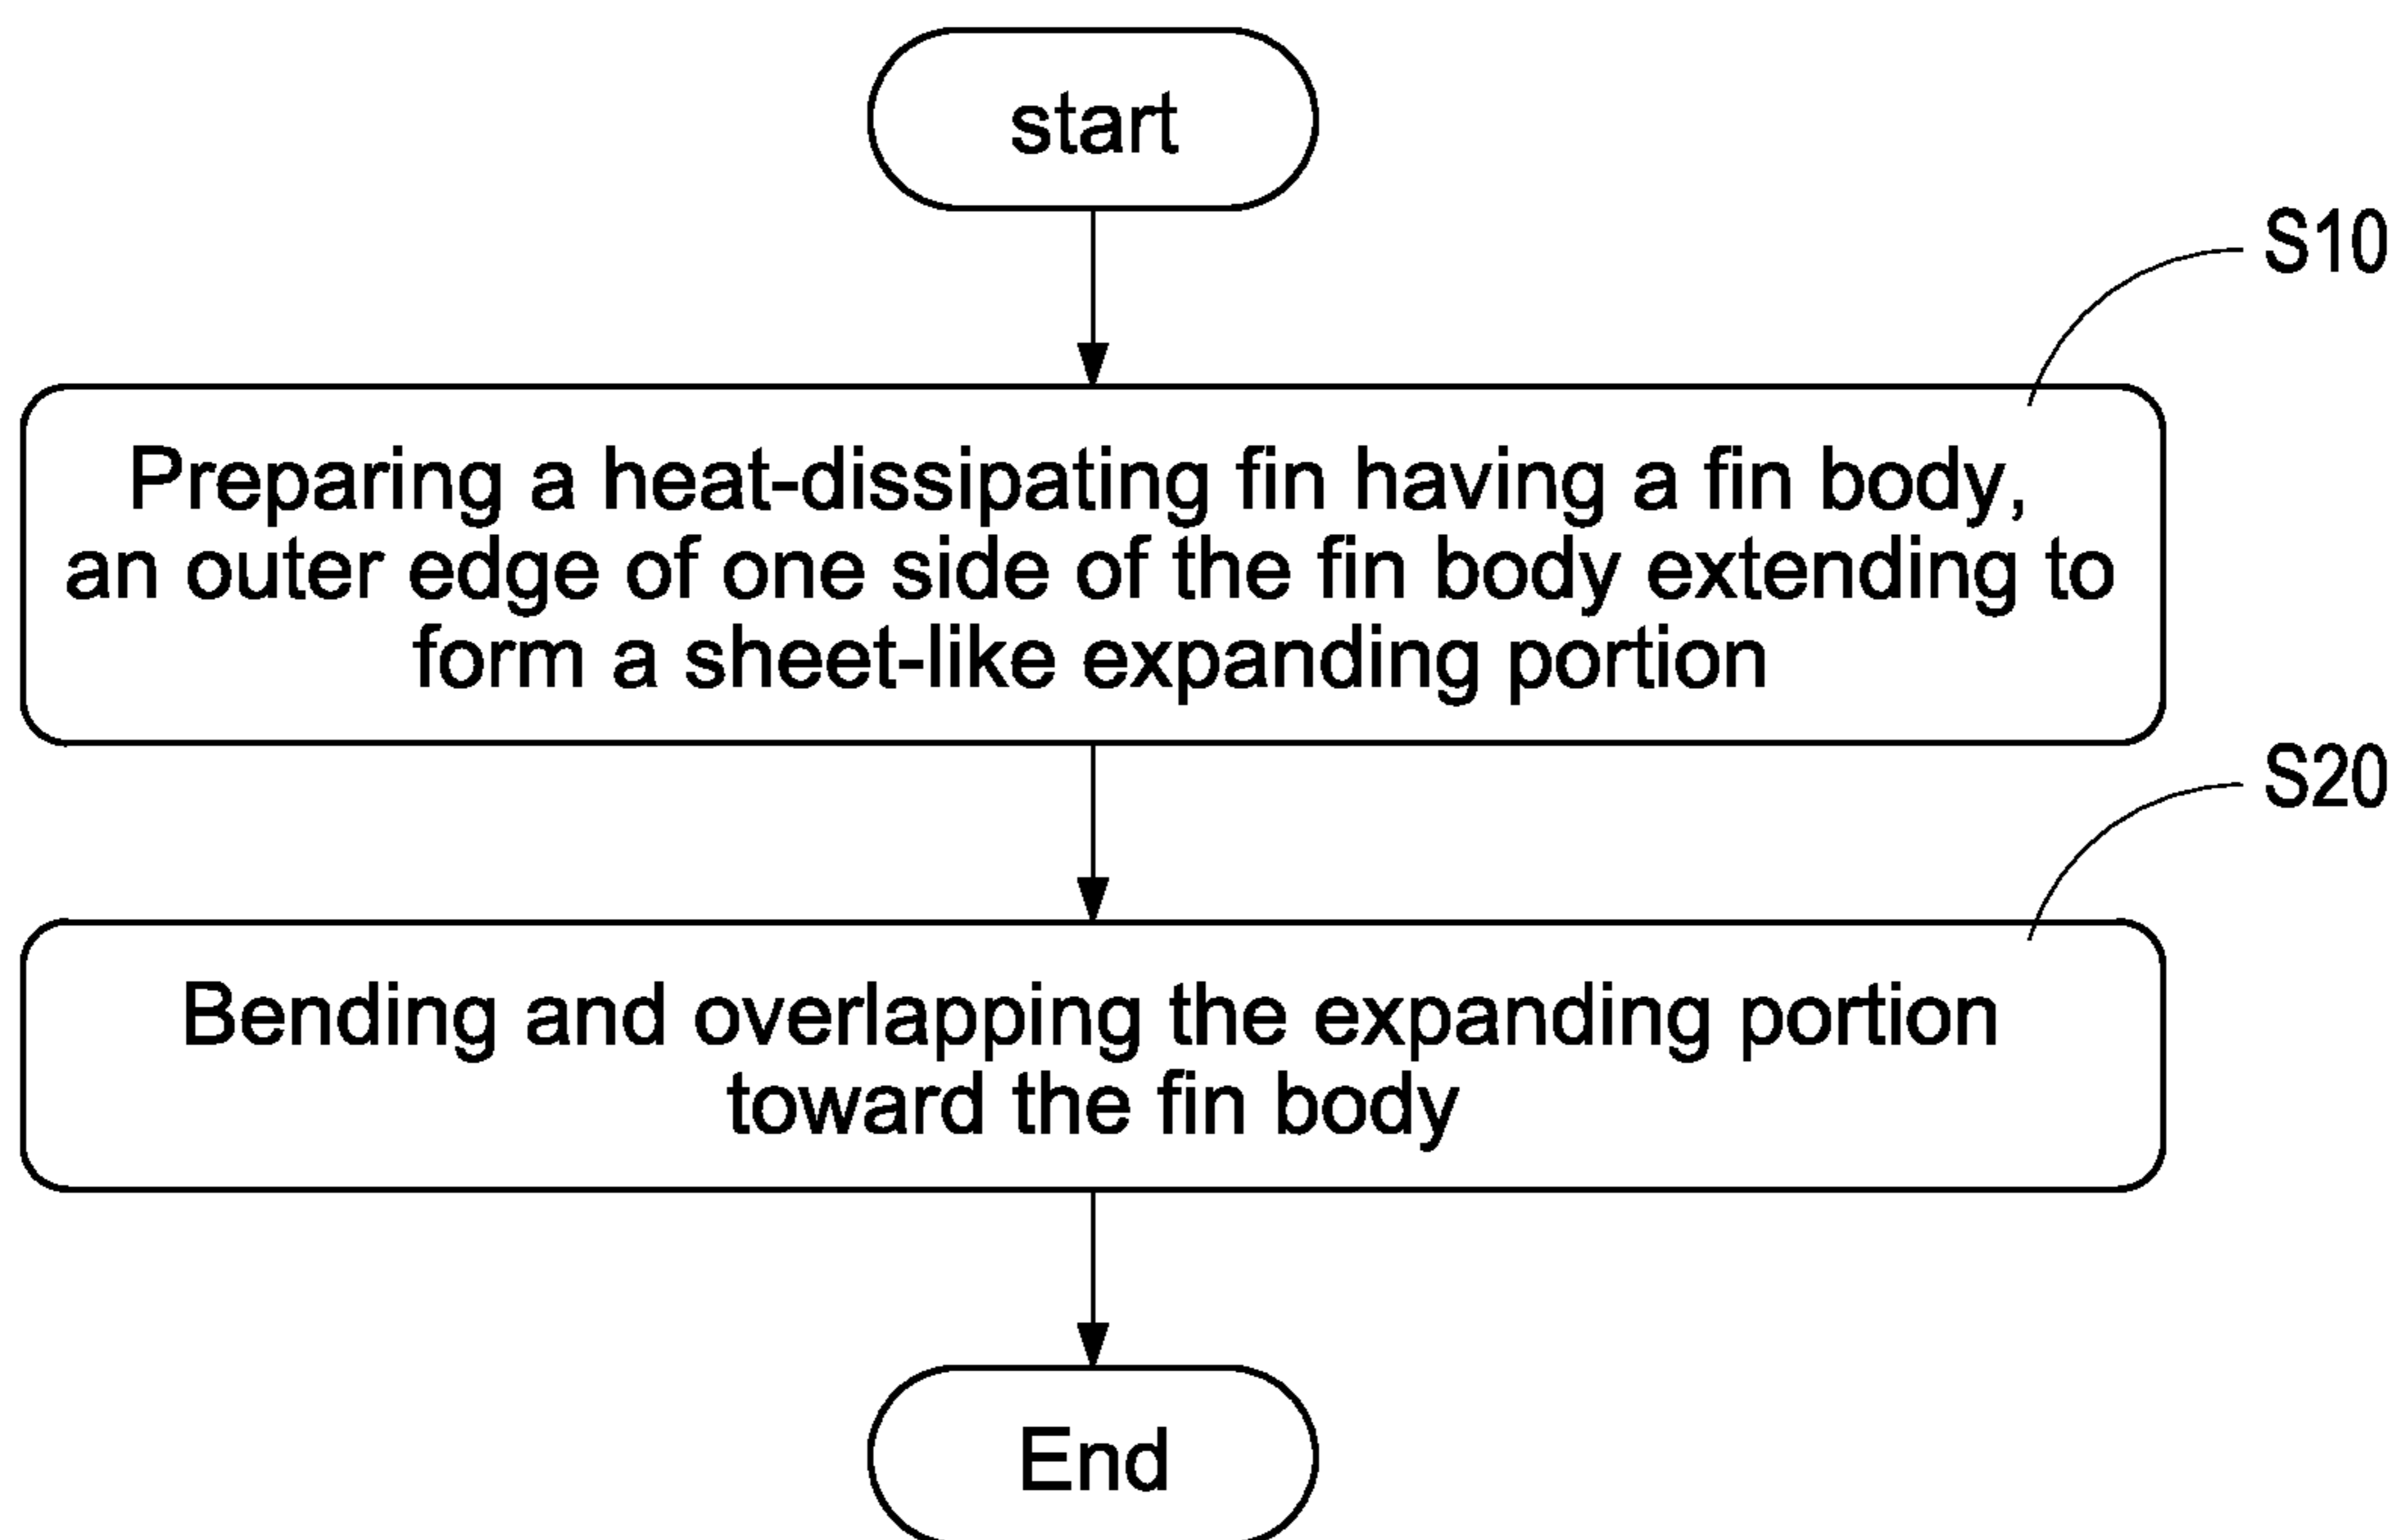 start
S10
Preparing a heat-dissipating fin having a fin body,
an outer edge of one side of the fin body extending to
form a sheet-like expanding portion
S20
Bending and overlapping the expanding portion
toward the fin body
End